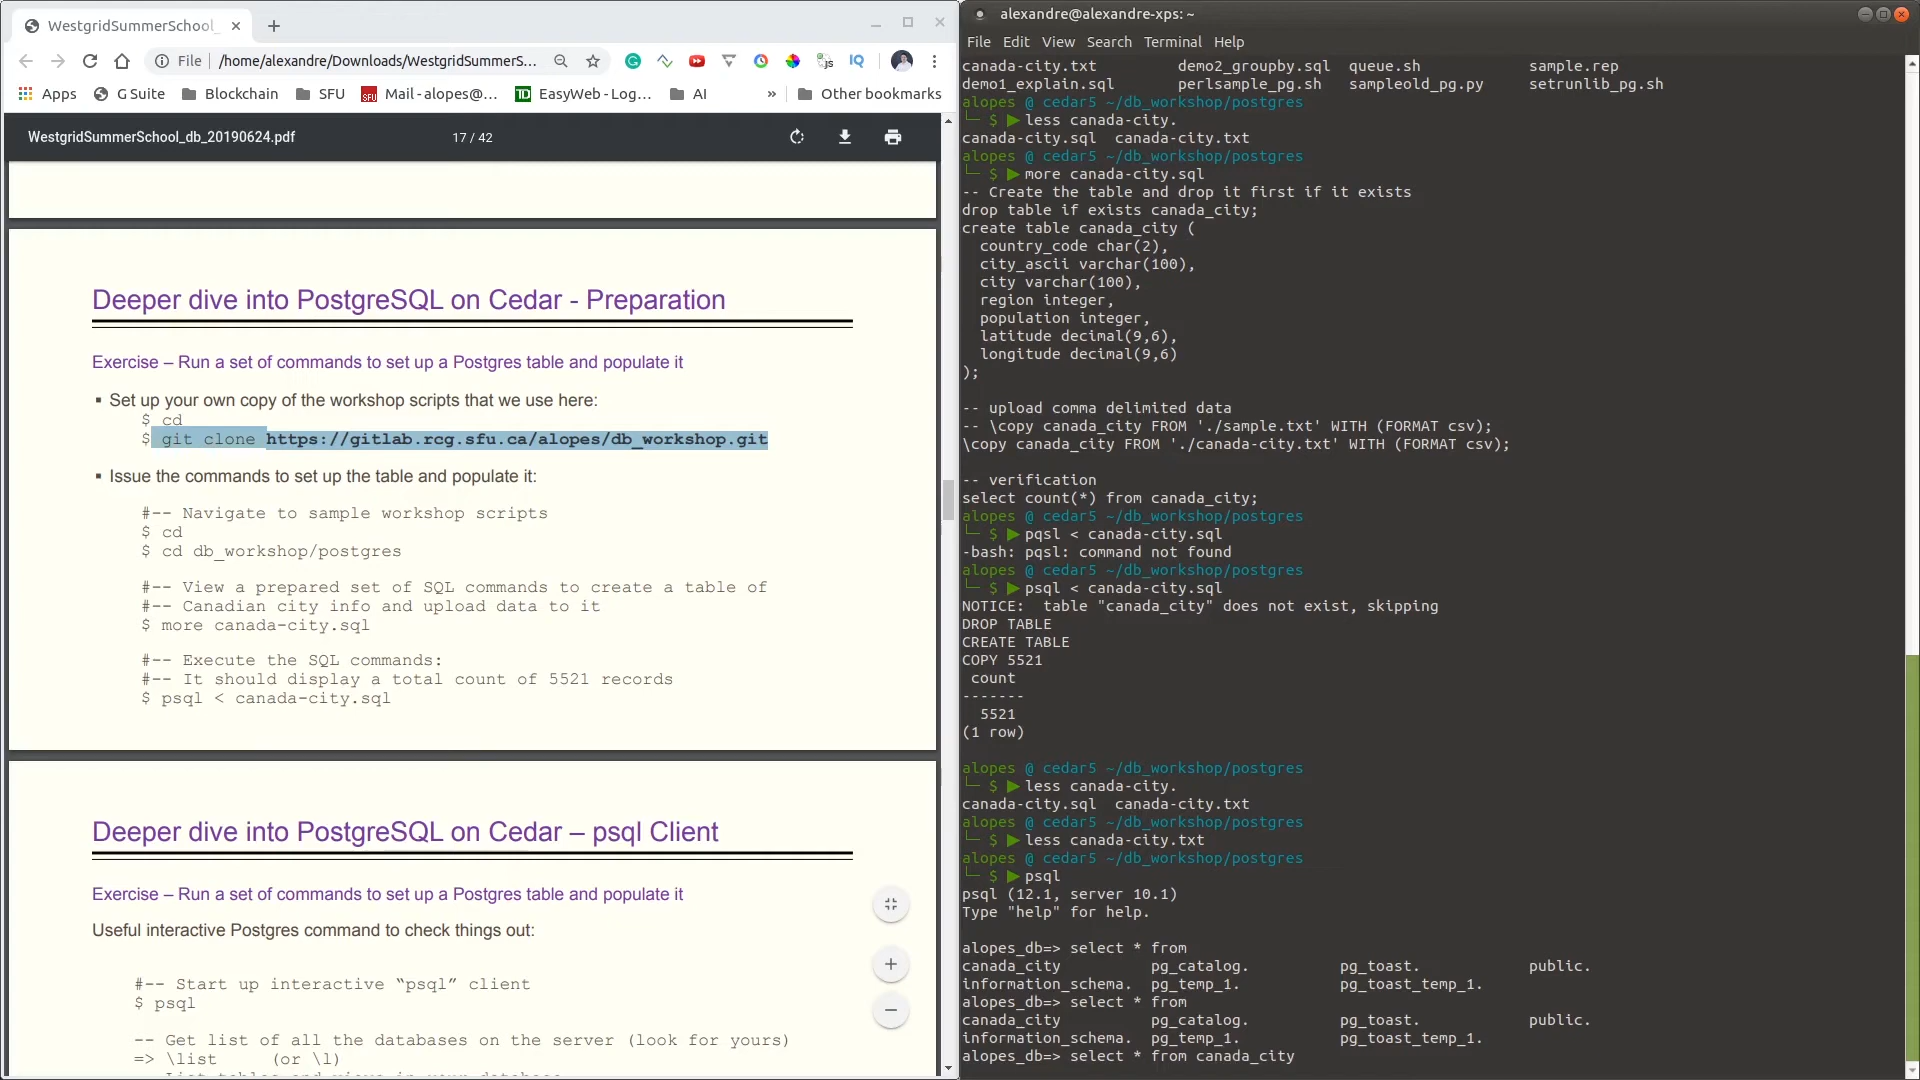 WestgridSummerSchool_
File
/home/alexandre/Downloads/WestgridSummerS...
IQ
Apps
G Suite
Blockchain
SFU
SFU
Mail - alopes@...
TD
EasyWeb - Log...
AI
»
Other bookmarks
WestgridSummerSchool_db_20190624.pdf
17 / 42
Deeper dive into PostgreSQL on Cedar - Preparation
Exercise – Run a set of commands to set up a Postgres table and populate it
▪ Set up your own copy of the workshop scripts that we use here:
$ cd
$ git clone https://gitlab.rcg.sfu.ca/alopes/db_workshop.git
▪ Issue the commands to set up the table and populate it:
#-- Navigate to sample workshop scripts
$ cd
$ cd db_workshop/postgres
#-- View a prepared set of SQL commands to create a table of
#-- Canadian city info and upload data to it
$ more canada-city.sql
#-- Execute the SQL commands:
#-- It should display a total count of 5521 records
$ psql < canada-city.sql
Deeper dive into PostgreSQL on Cedar – psql Client
Exercise – Run a set of commands to set up a Postgres table and populate it
Useful interactive Postgres command to check things out:
#-- Start up interactive “psql” client
$ psql
-- Get list of all the databases on the server (look for yours)
=> \list (or \l)
alexandre@alexandre-xps: ~
File Edit View Search Terminal Help
canada-city.txt demo2_groupby.sql queue.sh sample.rep
demo1_explain.sql perlsample_pg.sh sampleold_pg.py setrunlib_pg.sh
alopes @ cedar5 ~/db_workshop/postgres
└─ $ ▶ less canada-city.
canada-city.sql canada-city.txt
alopes @ cedar5 ~/db_workshop/postgres
└─ $ ▶ more canada-city.sql
-- Create the table and drop it first if it exists
drop table if exists canada_city;
create table canada_city (
country_code char(2),
city_ascii varchar(100),
city varchar(100),
region integer,
population integer,
latitude decimal(9,6),
longitude decimal(9,6)
);
-- upload comma delimited data
-- \copy canada_city FROM './sample.txt' WITH (FORMAT csv);
\copy canada_city FROM './canada-city.txt' WITH (FORMAT csv);
-- verification
select count(*) from canada_city;
alopes @ cedar5 ~/db_workshop/postgres
└─ $ ▶ pqsl < canada-city.sql
-bash: pqsl: command not found
alopes @ cedar5 ~/db_workshop/postgres
└─ $ ▶ psql < canada-city.sql
NOTICE: table "canada_city" does not exist, skipping
DROP TABLE
CREATE TABLE
COPY 5521
count
-------
5521
(1 row)
alopes @ cedar5 ~/db_workshop/postgres
└─ $ ▶ less canada-city.
canada-city.sql canada-city.txt
alopes @ cedar5 ~/db_workshop/postgres
└─ $ ▶ less canada-city.txt
alopes @ cedar5 ~/db_workshop/postgres
└─ $ ▶ psql
psql (12.1, server 10.1)
Type "help" for help.
alopes_db=> select * from
canada_city pg_catalog. pg_toast. public.
information_schema. pg_temp_1. pg_toast_temp_1.
alopes_db=> select * from
canada_city pg_catalog. pg_toast. public.
information_schema. pg_temp_1. pg_toast_temp_1.
alopes_db=> select * from canada_city